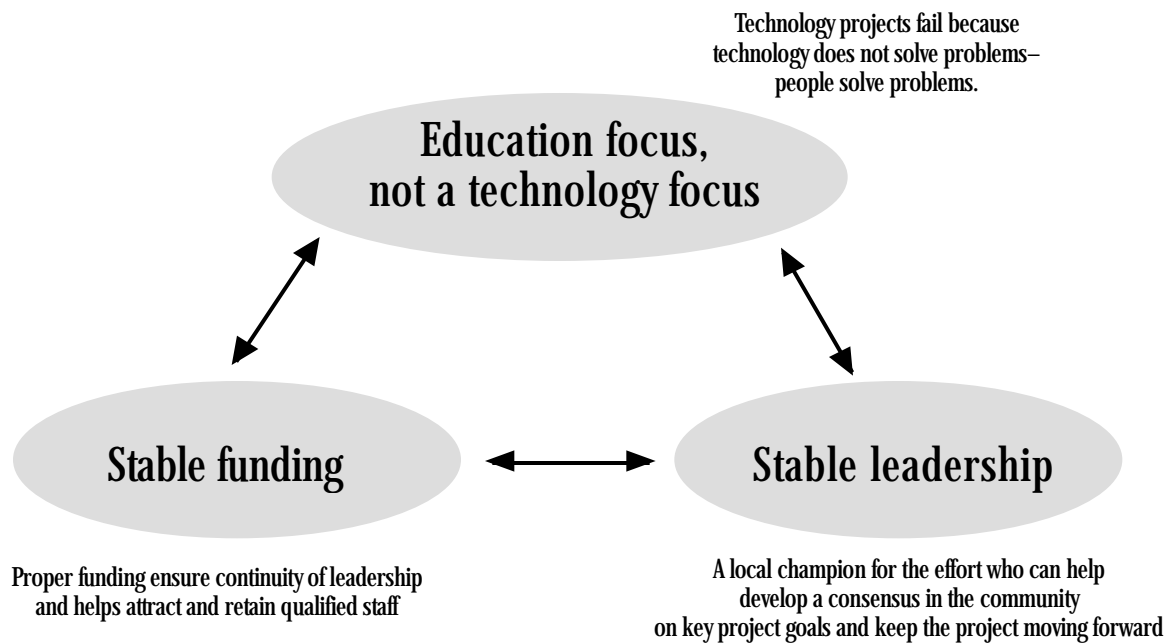 Technology projects fail because
technology does not solve problems–
people solve problems.
Education focus,
not a technology focus
Stable funding
Stable leadership
Proper funding ensure continuity of leadership
and helps attract and retain qualified staff
A local champion for the effort who can help
develop a consensus in the community
on key project goals and keep the project moving forward